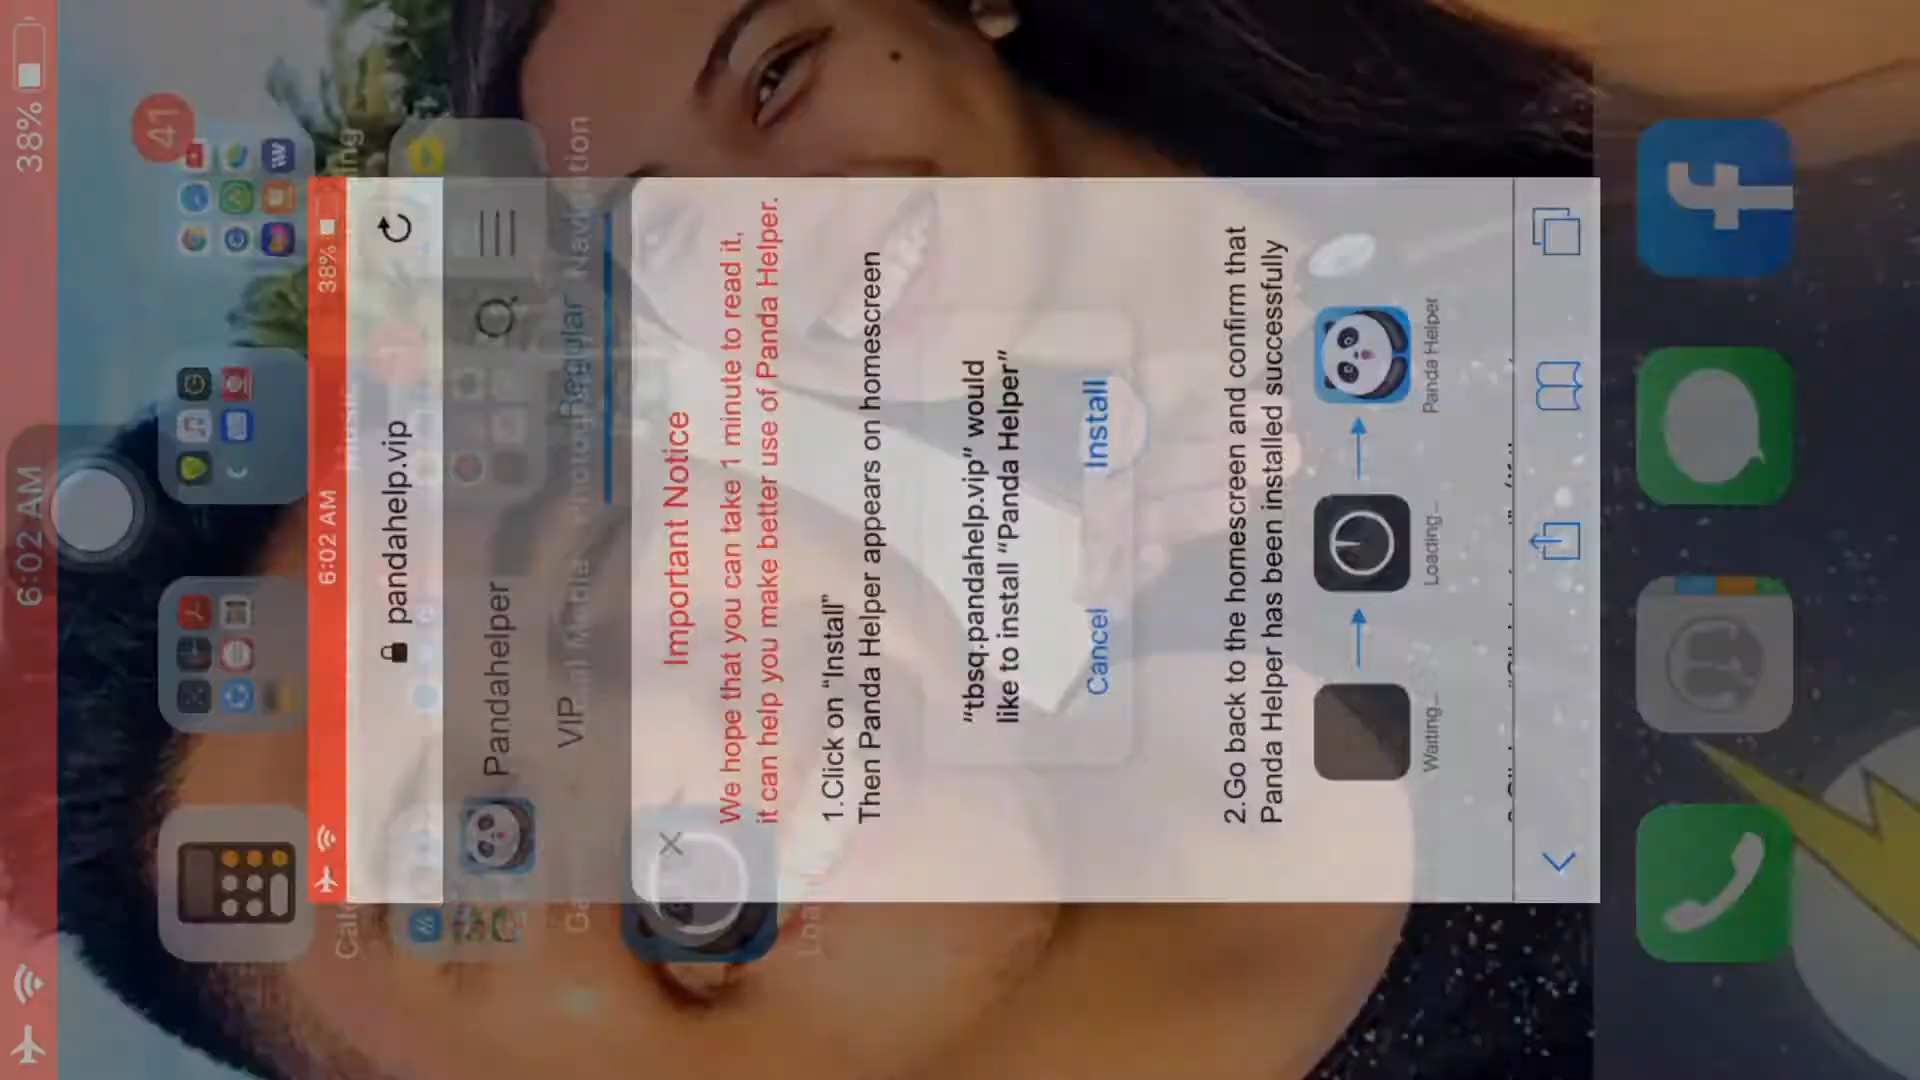 6:02 AM
38%
41
6:02 AM
38%
pandahelp.vip
Pandahelper
VIP
Regular
Navigation
Important Notice
We hope that you can take 1 minute to read it,
it can help you make better use of Panda Helper.
1.Click on “Install”
Then Panda Helper appears on homescreen
“tbsq.pandahelp.vip” would
like to install “Panda Helper”
Cancel
Install
2.Go back to the homescreen and confirm that
Panda Helper has been installed successfully
Waiting...
Loading...
Panda Helper